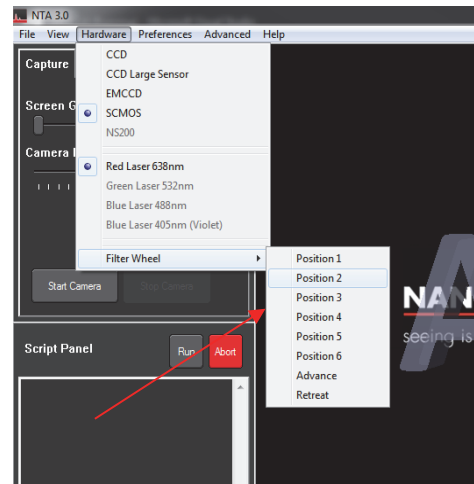 NTA 3.0
File View Hardware Preferences Advanced Help
Capture
CCD
CCD Large Sensor
EMCCD
Screen G
SCMOS
NS200
Camera
Red Laser 638nm
Green Laser 532nm
Blue Laser 488nm
Blue Laser 405nm (Violet)
Filter Wheel
Position 1
Position 2
Position 3
Position 4
Position 5
Position 6
Advance
Retreat
Start Camera Stop Camera
NAN
seeing is
Script Panel Run Abort